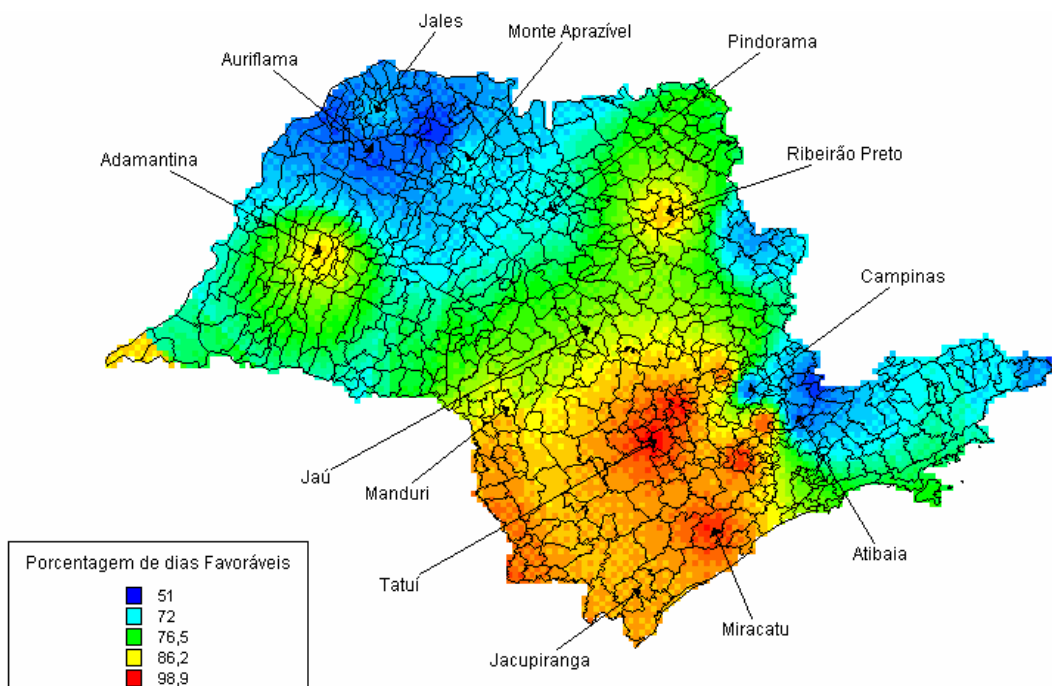 Jales
Monte Aprazível
Pindorama
Auriflama
Adamantina
Ribeirão Preto
Campinas
Jaú
Manduri
Atibaia
Tatuí
Miracatu
Jacupiranga
Porcentagem de dias Favoráveis
51
72
76,5
86,2
98,9